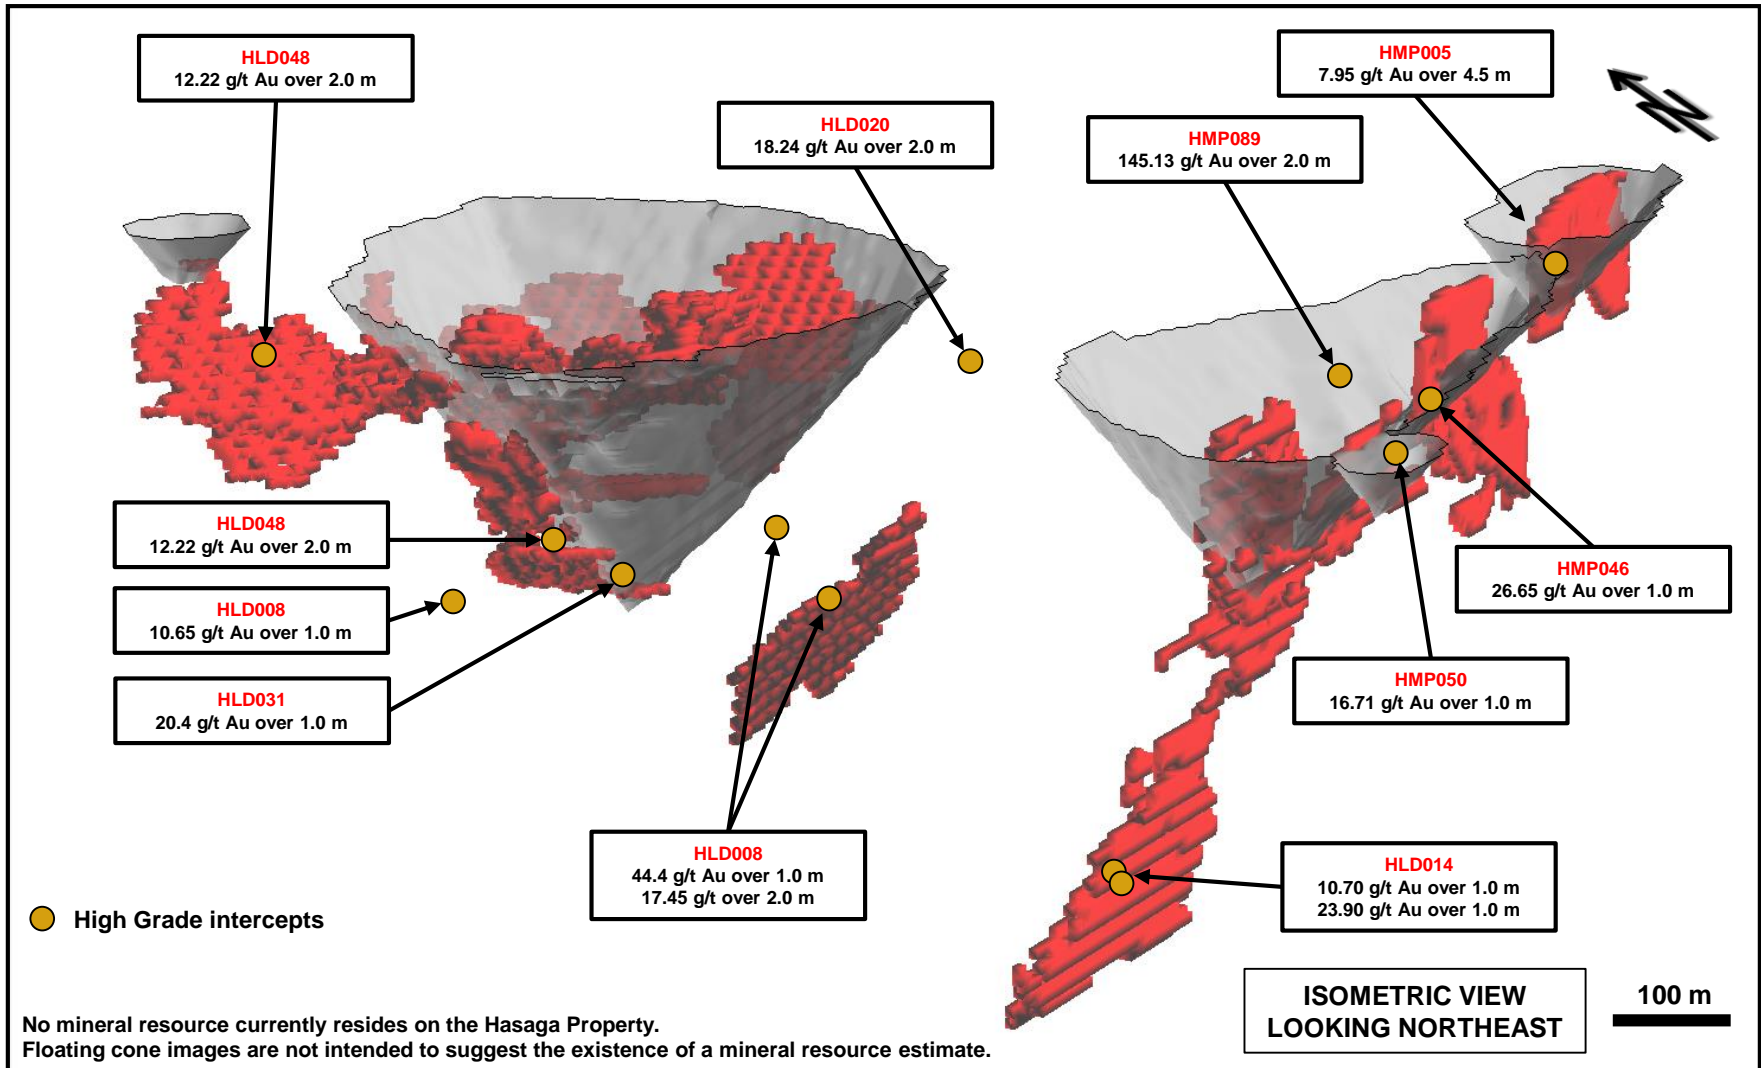 HLD048
12.22 g/t Au over 2.0 m
HLD020
18.24 g/t Au over 2.0 m
HMP005
7.95 g/t Au over 4.5 m
HMP089
145.13 g/t Au over 2.0 m
N
HLD048
12.22 g/t Au over 2.0 m
HLD008
10.65 g/t Au over 1.0 m
HLD031
20.4 g/t Au over 1.0 m
HMP046
26.65 g/t Au over 1.0 m
HMP050
16.71 g/t Au over 1.0 m
HLD008
44.4 g/t Au over 1.0 m
17.45 g/t over 2.0 m
HLD014
10.70 g/t Au over 1.0 m
23.90 g/t Au over 1.0 m
High Grade intercepts
No mineral resource currently resides on the Hasaga Property.
Floating cone images are not intended to suggest the existence of a mineral resource estimate.
ISOMETRIC VIEW
LOOKING NORTHEAST
100 m